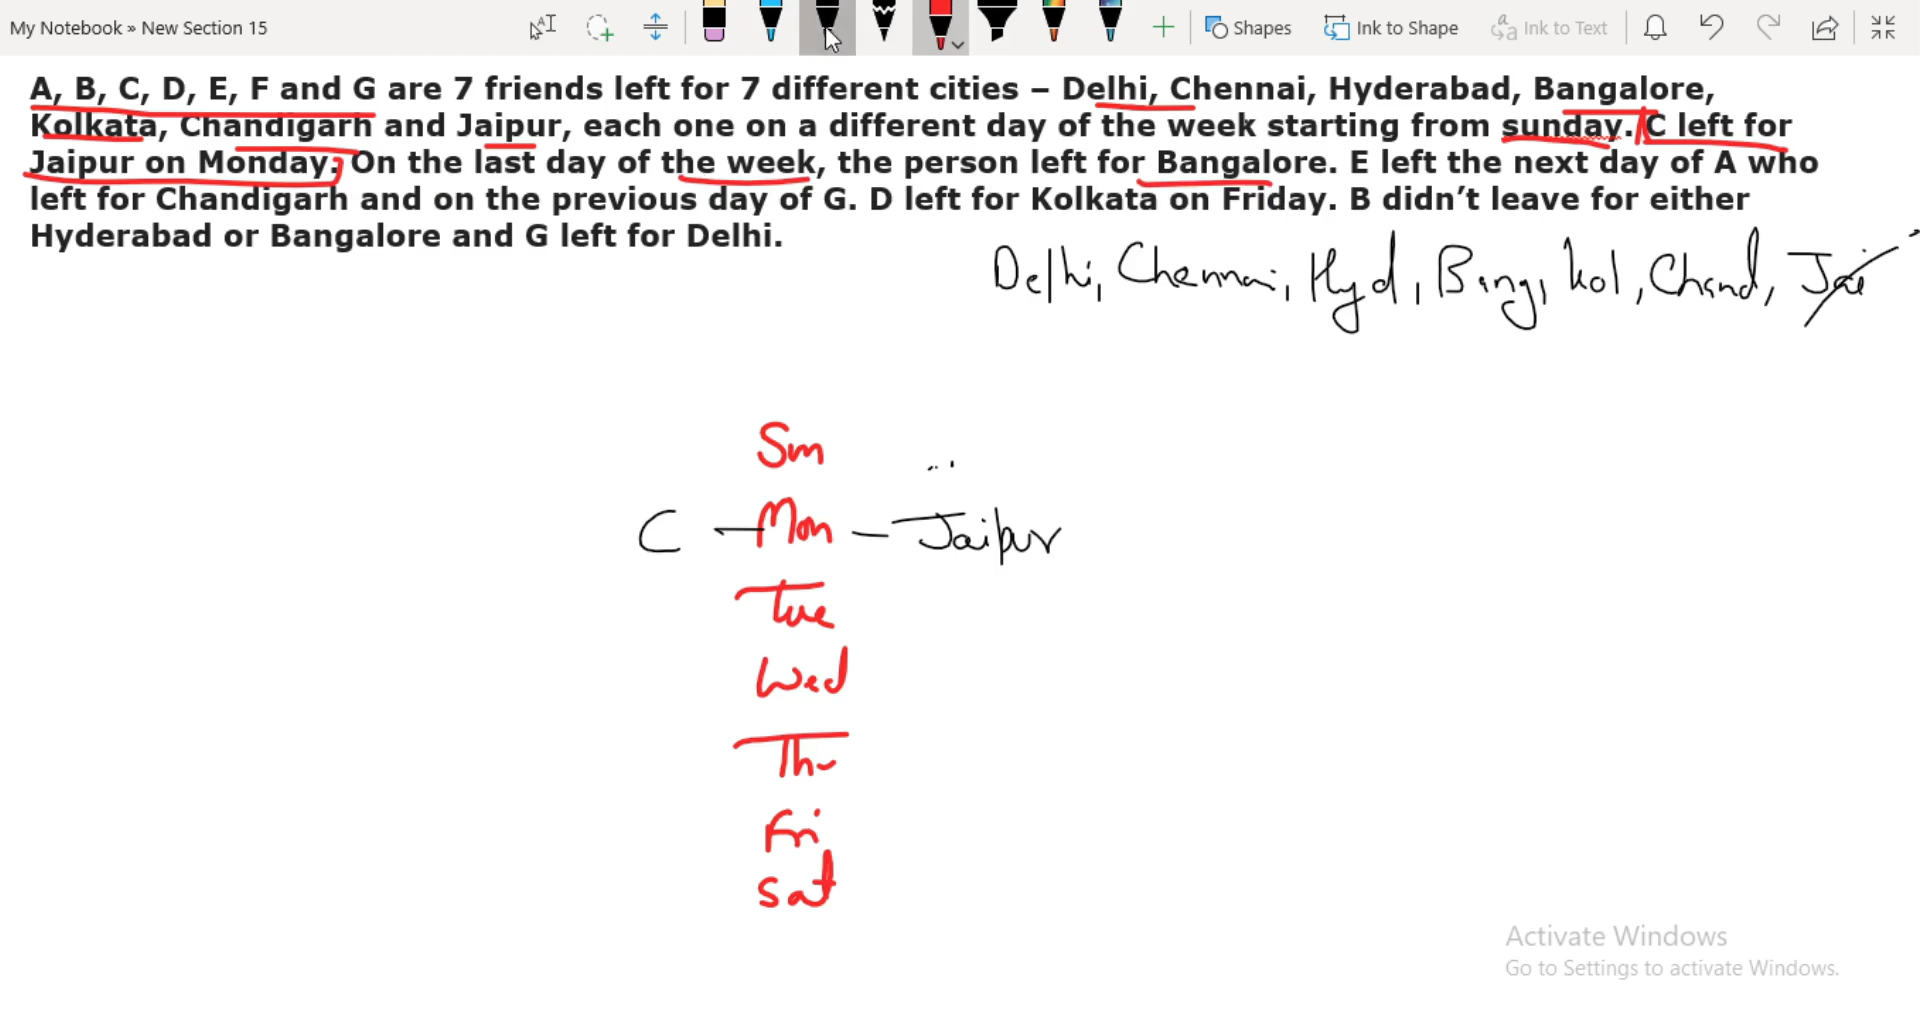 My Notebook » New Section 15
Shapes
Ink to Shape
Ink to Text
A, B, C, D, E, F and G are 7 friends left for 7 different cities – Delhi, Chennai, Hyderabad, Bangalore,
Kolkata, Chandigarh and Jaipur, each one on a different day of the week starting from sunday. C left for
Jaipur on Monday. On the last day of the week, the person left for Bangalore. E left the next day of A who
left for Chandigarh and on the previous day of G. D left for Kolkata on Friday. B didn’t leave for either
Hyderabad or Bangalore and G left for Delhi.
Delhi, Chennai, Hyd, Bang, Kol, Chand, Jai
Sun
C – Mon – Jaipur
Tue
Wed
Thu
Fri
Sat
Activate Windows
Go to Settings to activate Windows.